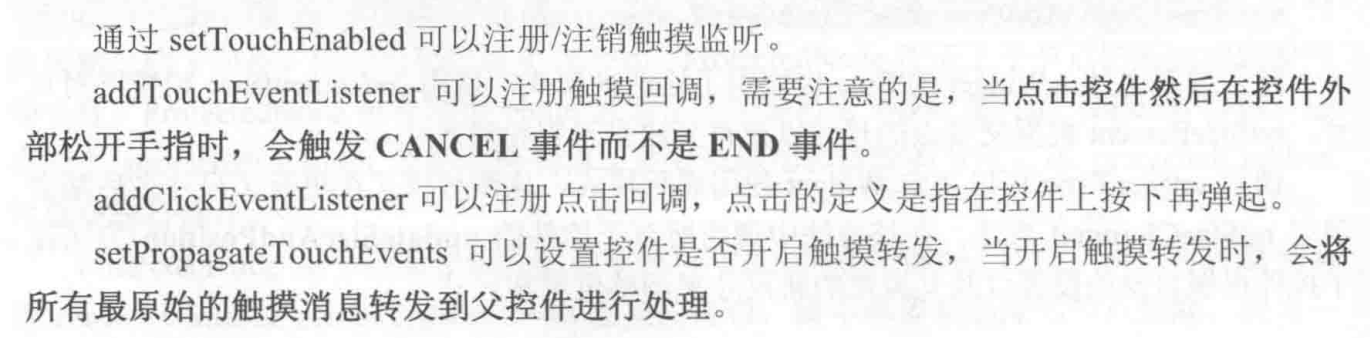 通过 setTouchEnabled 可以注册/注销触摸监听。
addTouchEventListener 可以注册触摸回调，需要注意的是，当点击控件然后在控件外
部松开手指时，会触发 CANCEL 事件而不是 END 事件。
addClickEventListener 可以注册点击回调，点击的定义是指在控件上按下再弹起。
setPropagateTouchEvents 可以设置控件是否开启触摸转发，当开启触摸转发时，会将
所有最原始的触摸消息转发到父控件进行处理。